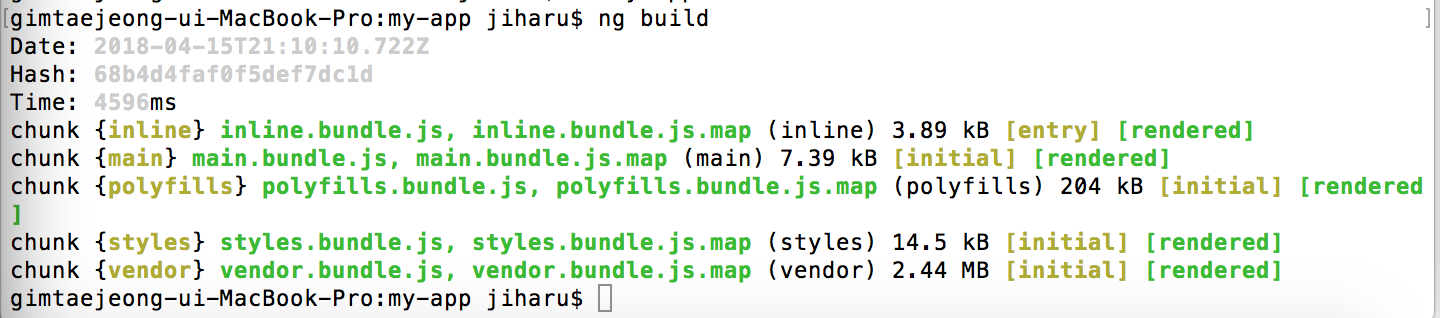 [gimtaejeong-ui-MacBook-Pro:my-app jiharu$ ng build]
Date: 2018-04-15T21:10:10.722Z
Hash: 68b4d4faf0f5def7dc1d
Time: 4596ms
chunk {inline} inline.bundle.js, inline.bundle.js.map (inline) 3.89 kB [entry] [rendered]
chunk {main} main.bundle.js, main.bundle.js.map (main) 7.39 kB [initial] [rendered]
chunk {polyfills} polyfills.bundle.js, polyfills.bundle.js.map (polyfills) 204 kB [initial] [rendered
]
chunk {styles} styles.bundle.js, styles.bundle.js.map (styles) 14.5 kB [initial] [rendered]
chunk {vendor} vendor.bundle.js, vendor.bundle.js.map (vendor) 2.44 MB [initial] [rendered]
gimtaejeong-ui-MacBook-Pro:my-app jiharu$